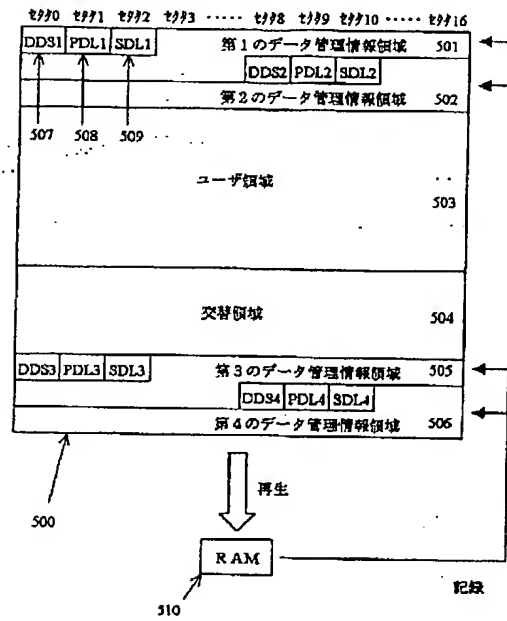 セクタ0 セクタ1 セクタ2 セクタ3 ‥‥‥ セクタ8 セクタ9 セクタ10 ‥‥‥ セクタ16
DDS1 PDL1 SDL1 第1のデータ管理情報領域 501
DDS2 PDL2 SDL2
第2のデータ管理情報領域 502
507 508 509
ユーザ領域
503
交替領域 504
DDS3 PDL3 SDL3 第3のデータ管理情報領域 505
DDS4 PDL4 SDL4
第4のデータ管理情報領域 506
500
再生
RAM
記録
510